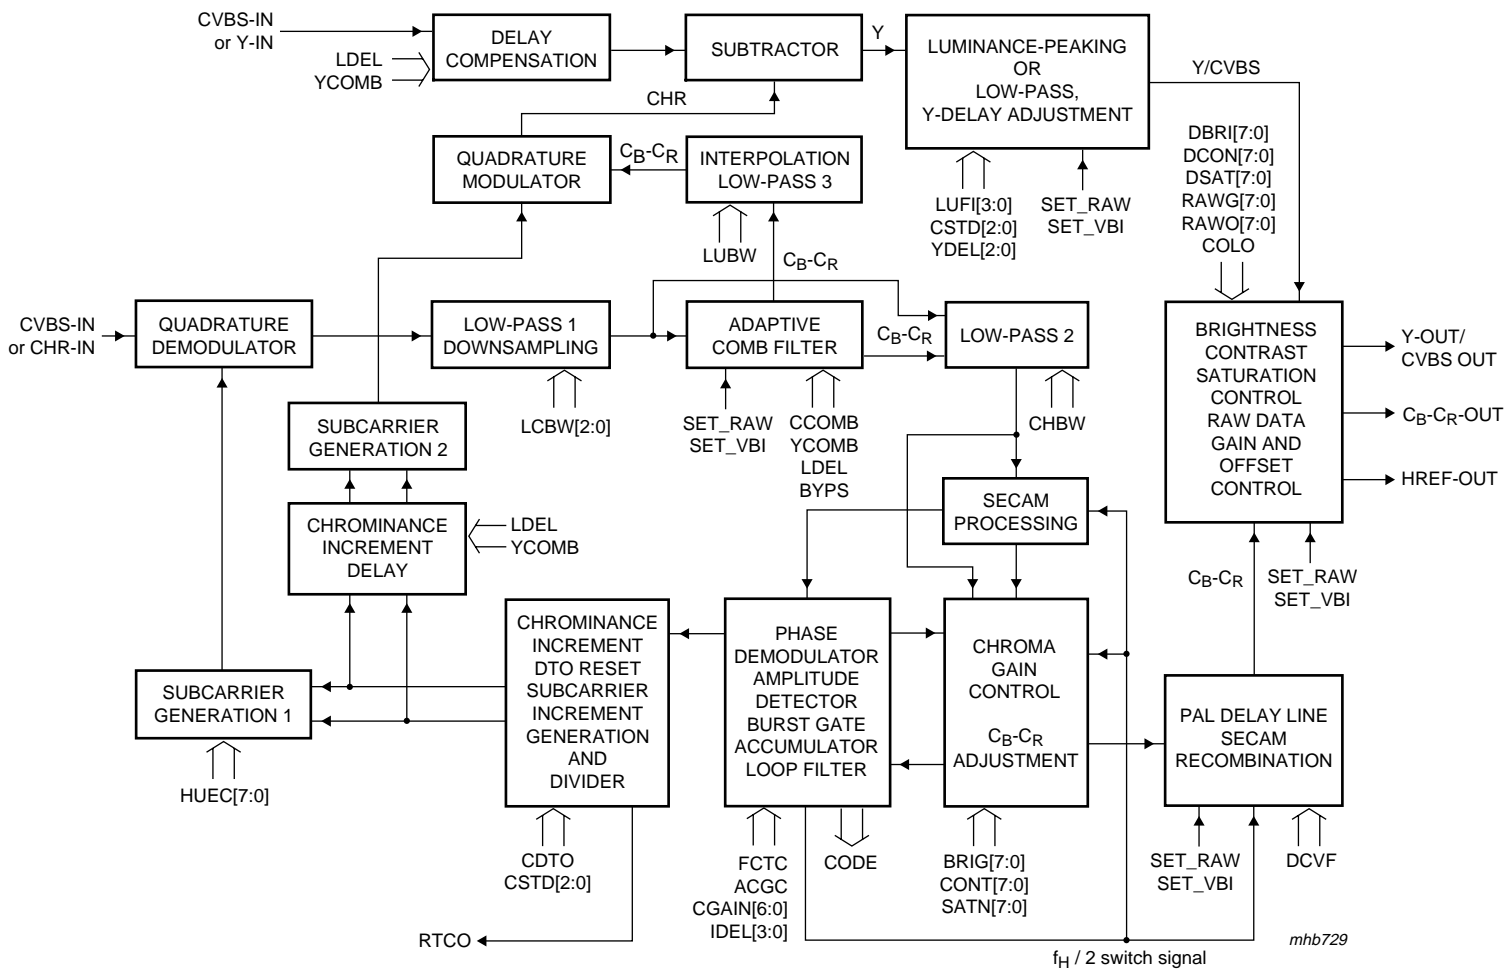 CVBS-IN
or Y-IN
LDEL
YCOMB
DELAY
COMPENSATION
SUBTRACTOR
Y
LUMINANCE-PEAKING
OR
LOW-PASS,
Y-DELAY ADJUSTMENT
Y/CVBS
CHR
QUADRATURE
MODULATOR
CB-CR
INTERPOLATION
LOW-PASS 3
LUBW
LUFI[3:0]
CSTD[2:0]
YDEL[2:0]
SET_RAW
SET_VBI
DBRI[7:0]
DCON[7:0]
DSAT[7:0]
RAWG[7:0]
RAWO[7:0]
COLO
CB-CR
CVBS-IN
or CHR-IN
QUADRATURE
DEMODULATOR
LOW-PASS 1
DOWNSAMPLING
LCBW[2:0]
ADAPTIVE
COMB FILTER
CB-CR
LOW-PASS 2
SET_RAW
SET_VBI
CCOMB
YCOMB
LDEL
BYPS
CHBW
BRIGHTNESS
CONTRAST
SATURATION
CONTROL
RAW DATA
GAIN AND
OFFSET
CONTROL
Y-OUT/
CVBS OUT
CB-CR-OUT
HREF-OUT
SUBCARRIER
GENERATION 2
CHROMINANCE
INCREMENT
DELAY
LDEL
YCOMB
SECAM
PROCESSING
CB-CR
SET_RAW
SET_VBI
SUBCARRIER
GENERATION 1
HUEC[7:0]
CHROMINANCE
INCREMENT
DTO RESET
SUBCARRIER
INCREMENT
GENERATION
AND
DIVIDER
CDTO
CSTD[2:0]
PHASE
DEMODULATOR
AMPLITUDE
DETECTOR
BURST GATE
ACCUMULATOR
LOOP FILTER
FCTC
ACGC
CGAIN[6:0]
IDEL[3:0]
CODE
CHROMA
GAIN
CONTROL
CB-CR
ADJUSTMENT
BRIG[7:0]
CONT[7:0]
SATN[7:0]
PAL DELAY LINE
SECAM
RECOMBINATION
SET_RAW
SET_VBI
DCVF
RTCO
fH / 2 switch signal
mhb729